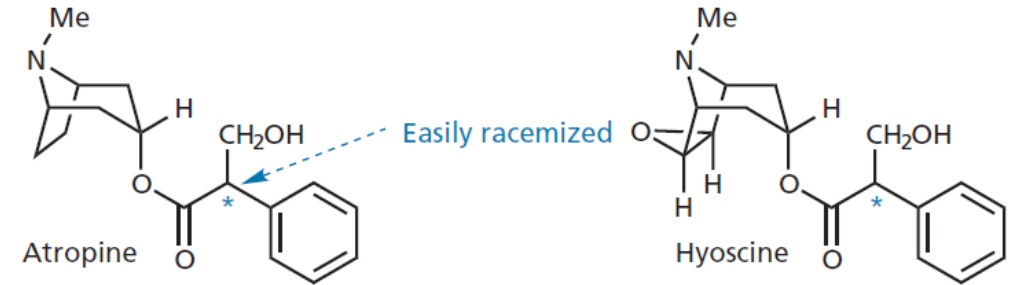 Me
N
H
CH₂OH
O
*
O
Atropine
Easily racemized
Me
N
H
CH₂OH
O
H
H
O
*
O
Hyoscine